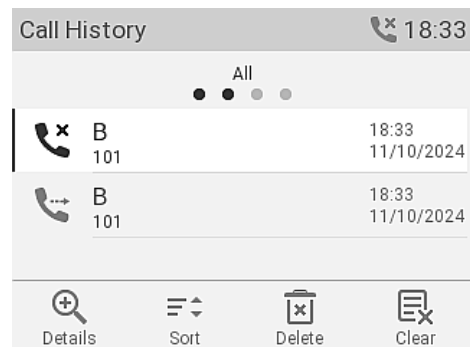 Call History 18:33
All
B 18:33
101 11/10/2024
B 18:33
101 11/10/2024
Details Sort Delete Clear